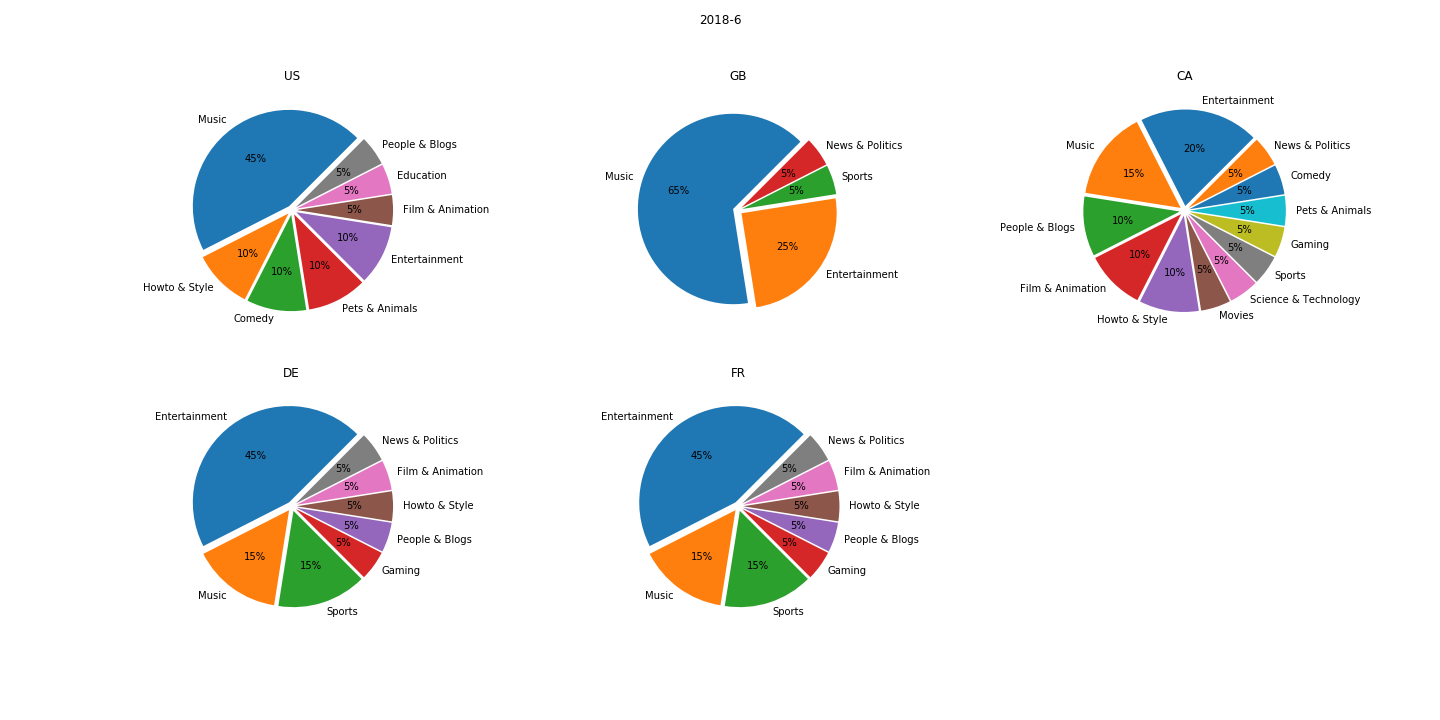 2018-6
US
Music
45%
Howto & Style
10%
Comedy
10%
Pets & Animals
10%
Entertainment
10%
Film & Animation
5%
Education
5%
People & Blogs
5%
GB
Music
65%
Entertainment
25%
Sports
5%
News & Politics
5%
CA
Entertainment
20%
Music
15%
People & Blogs
10%
Film & Animation
10%
Howto & Style
10%
Movies
5%
Science & Technology
5%
Sports
5%
Gaming
5%
Pets & Animals
5%
Comedy
5%
News & Politics
5%
DE
Entertainment
45%
Music
15%
Sports
15%
Gaming
5%
People & Blogs
5%
Howto & Style
5%
Film & Animation
5%
News & Politics
5%
FR
Entertainment
45%
Music
15%
Sports
15%
Gaming
5%
People & Blogs
5%
Howto & Style
5%
Film & Animation
5%
News & Politics
5%